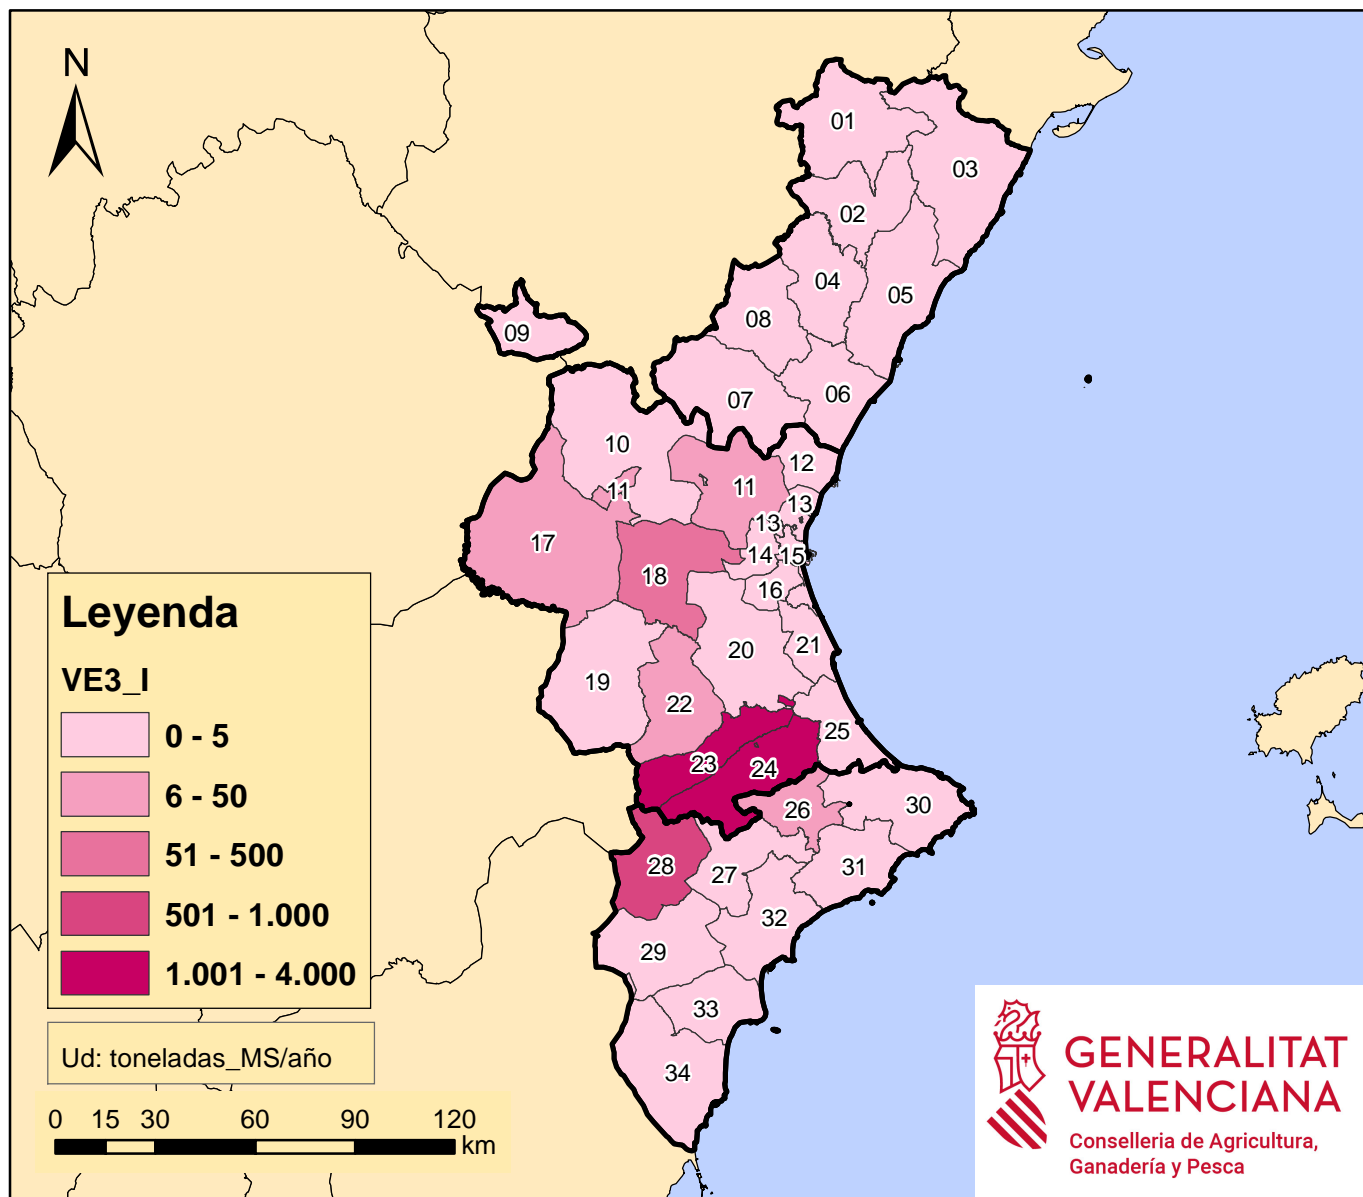 N
01
03
02
04
05
08
09
07
06
10
12
11
11
13
13
17
14
15
18
16
20
21
19
22
25
23
24
26
30
28
27
31
32
29
33
34
Leyenda
VE3_I
0 - 5
6 - 50
51 - 500
501 - 1.000
1.001 - 4.000
Ud: toneladas_MS/año
0 15 30 60 90 120
km
GENERALITAT
VALENCIANA
Conselleria de Agricultura,
Ganadería y Pesca